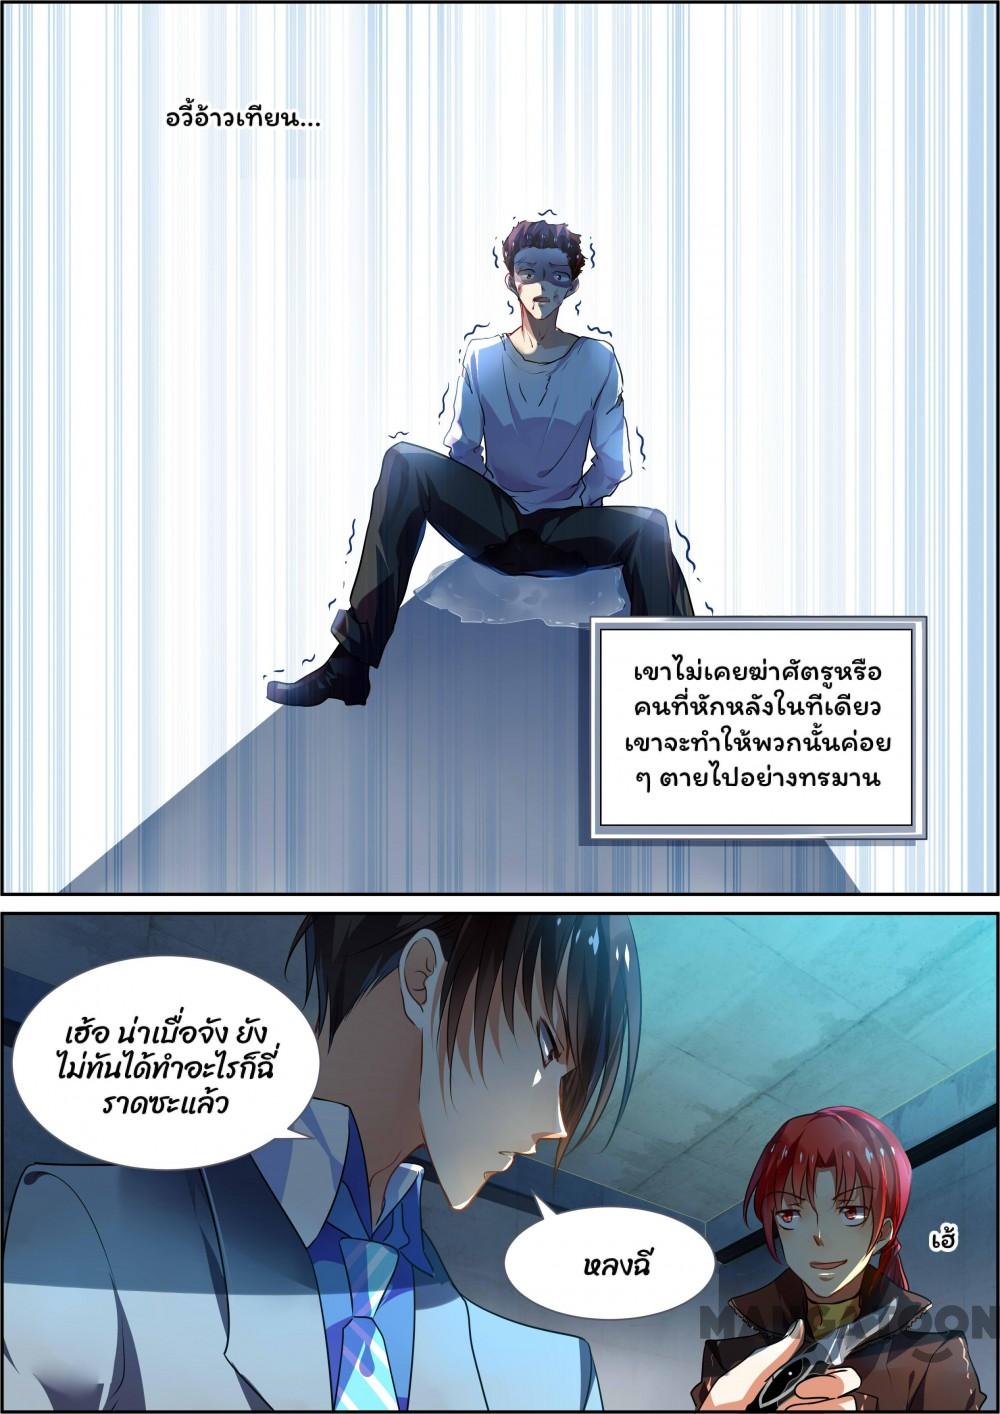 อวี้อ้าวเทียน...
เขาไม่เคยฆ่าศัตรูหรือ
คนที่หักหลังในทีเดียว
เขาจะทำให้พวกนั้นค่อย
ๆ ตายไปอย่างทรมาน
เฮ้อ น่าเบื่อจัง ยัง
ไม่ทันได้ทำอะไรก็ฉี่
ราดซะแล้ว
หลงฉี
เฮ้
MANGATOON